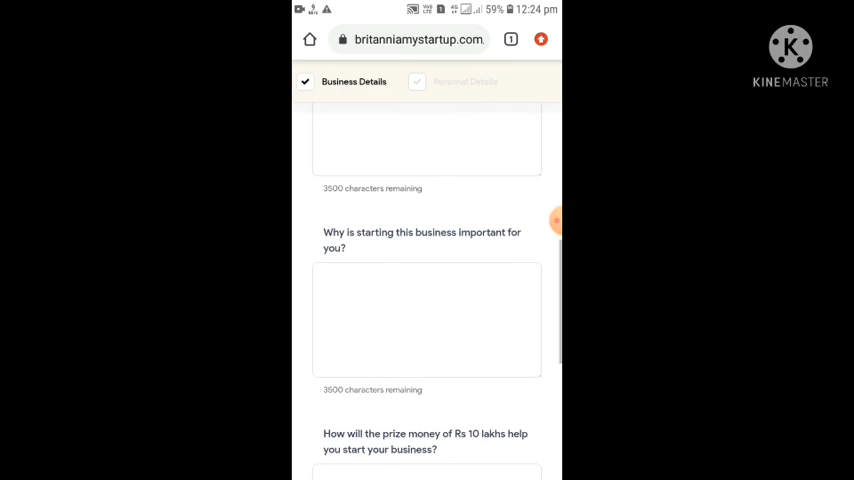 59% 12:24 pm
britanniamystartup.com
1
K
KINEMASTER
Business Details
Personal Details
3500 characters remaining
Why is starting this business important for
you?
3500 characters remaining
How will the prize money of Rs 10 lakhs help
you start your business?